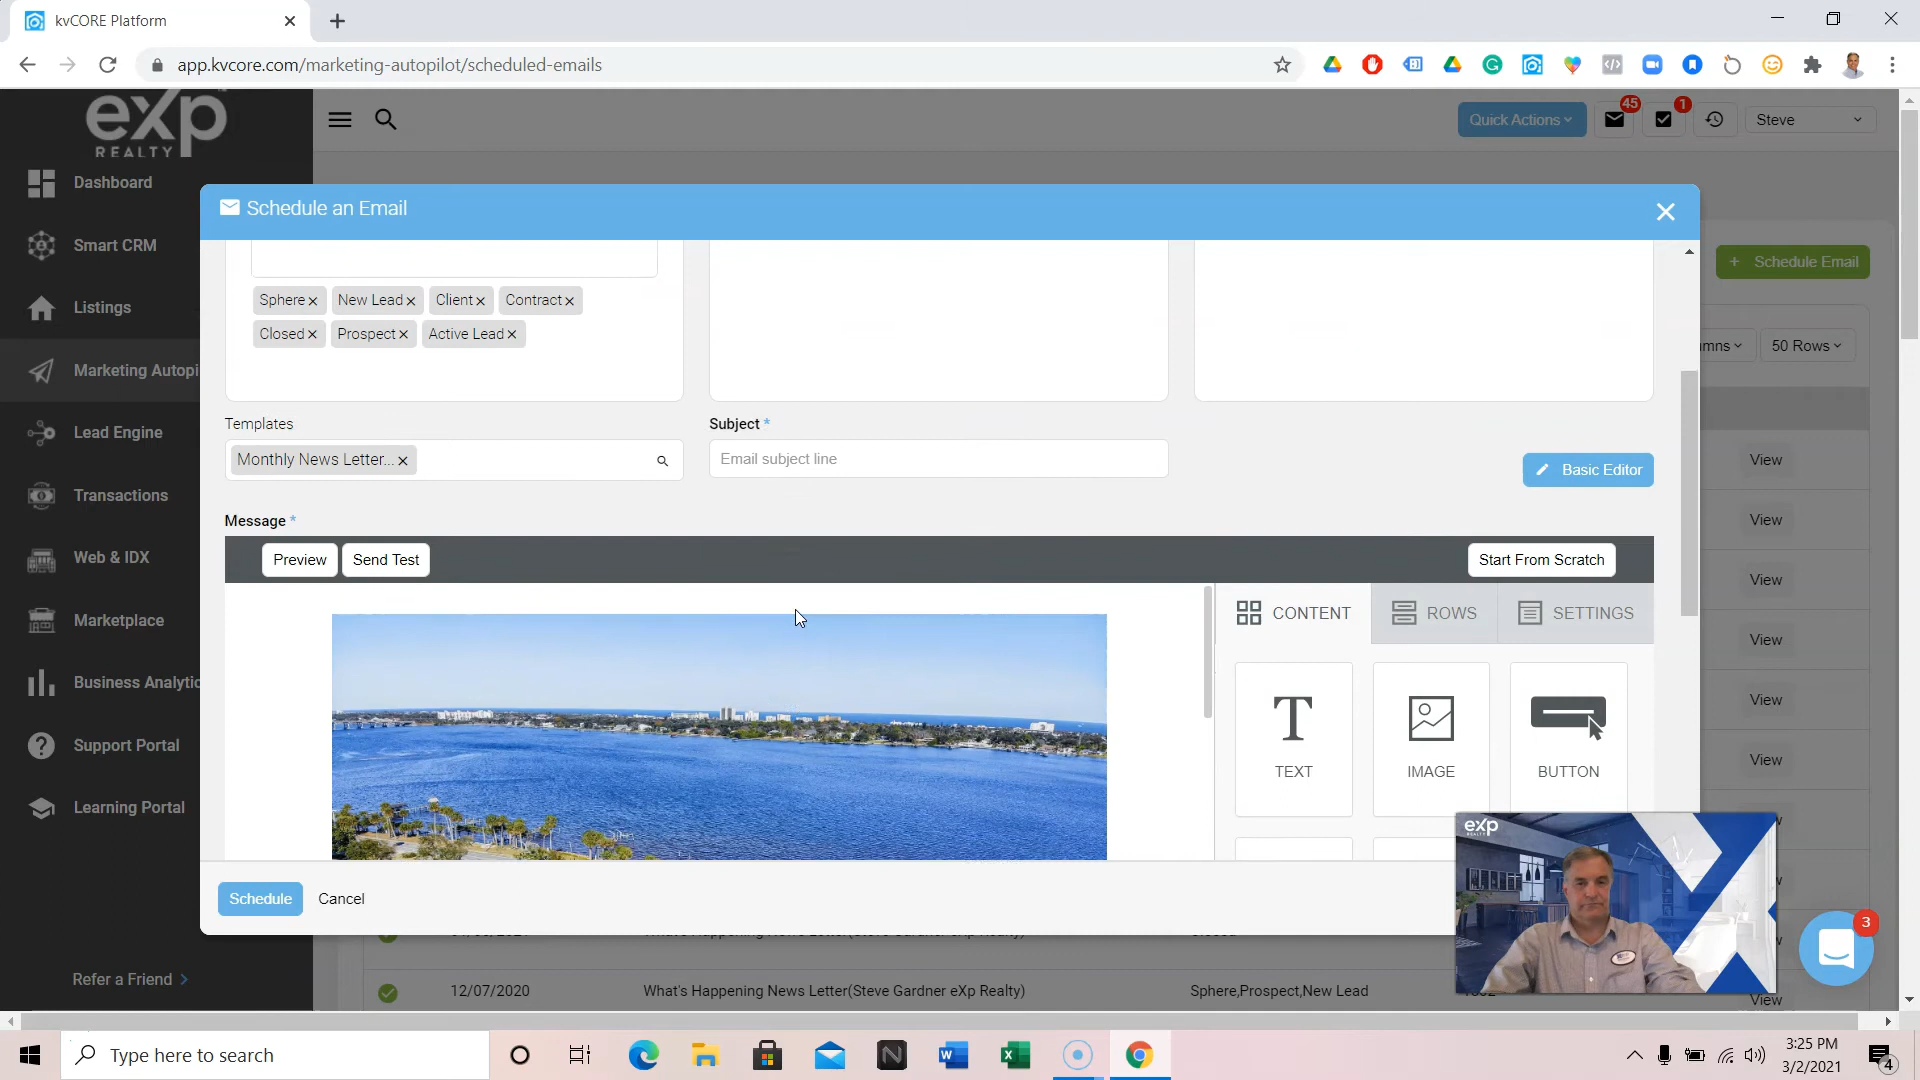 kvCORE Platform
app.kvcore.com/marketing-autopilot/scheduled-emails
exp
REALTY
Quick Actions
45
1
Steve
Dashboard
Smart CRM
Listings
Marketing Autopi
Lead Engine
Transactions
Web & IDX
Marketplace
Business Analytic
Support Portal
Learning Portal
Refer a Friend >
Schedule an Email
+ Schedule Email
Sphere × New Lead × Client × Contract ×
Closed × Prospect × Active Lead ×
mns
50 Rows
Templates
Subject *
Monthly News Letter... ×
Email subject line
Basic Editor
Message *
Preview Send Test
Start From Scratch
CONTENT ROWS SETTINGS
TEXT IMAGE BUTTON
View
View
View
View
View
View
Schedule Cancel
exp
REALTY
3
12/07/2020 What's Happening News Letter(Steve Gardner eXp Realty) Sphere,Prospect,New Lead
View
Type here to search
3:25 PM
3/2/2021
4